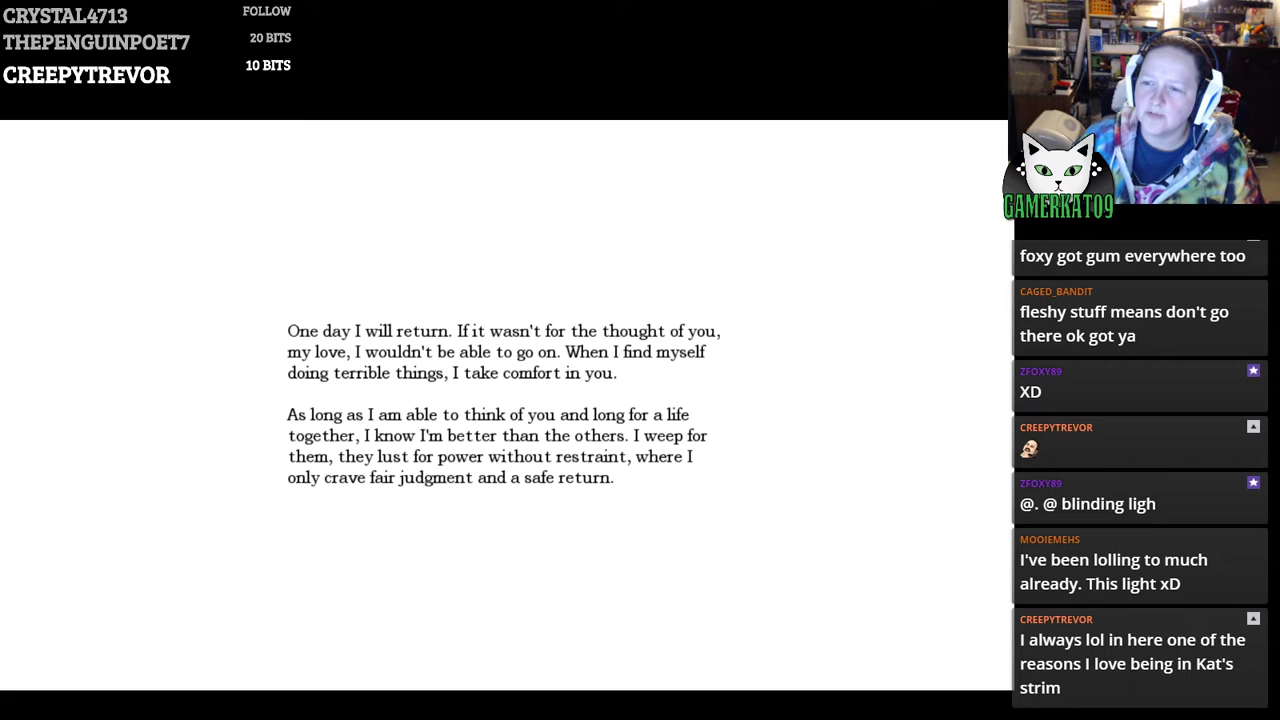 CRYSTAL4713 FOLLOW
THEPENGUINPOET7 20 BITS
CREEPYTREVOR 10 BITS
GAMERKAT09
One day I will return. If it wasn't for the thought of you,
my love, I wouldn't be able to go on. When I find myself
doing terrible things, I take comfort in you.
As long as I am able to think of you and long for a life
together, I know I'm better than the others. I weep for
them, they lust for power without restraint, where I
only crave fair judgment and a safe return.
foxy got gum everywhere too
CAGED_BANDIT
fleshy stuff means don't go
there ok got ya
ZFOXY89
XD
CREEPYTREVOR
ZFOXY89
@. @ blinding ligh
MOOIEMEHS
I've been lolling to much
already. This light xD
CREEPYTREVOR
I always lol in here one of the
reasons I love being in Kat's
strim